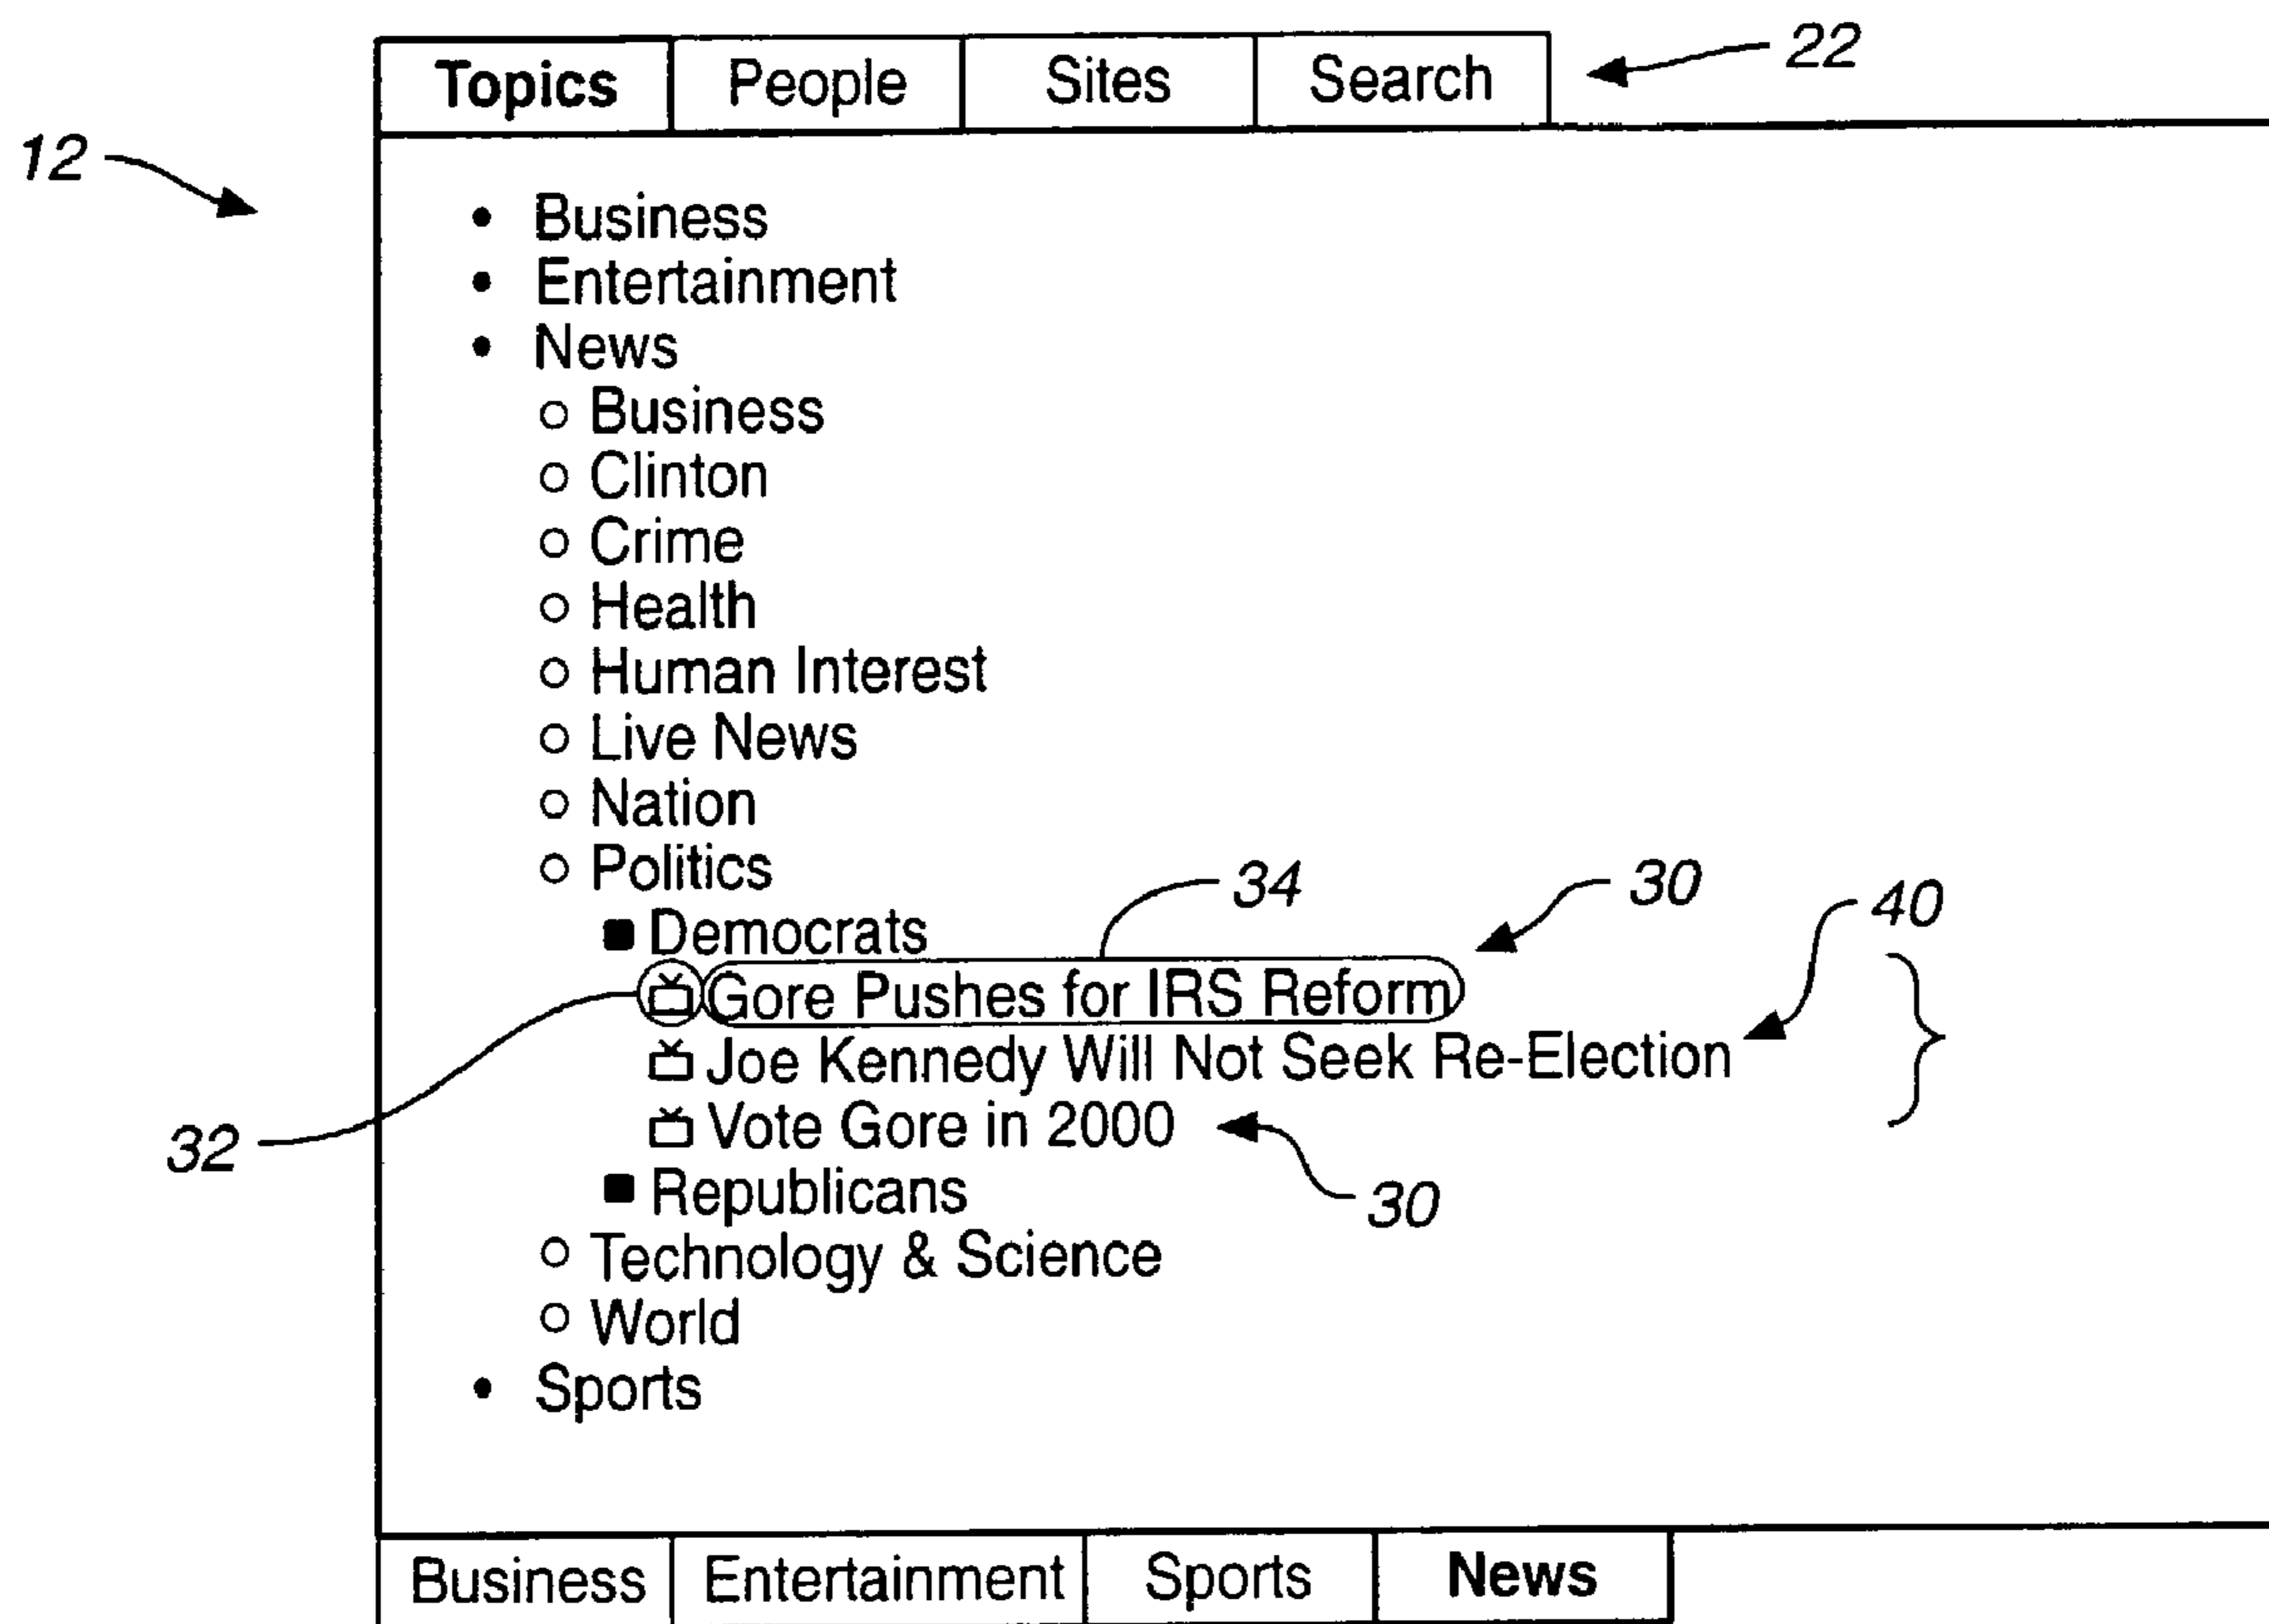 Topics People Sites Search 22
12
• Business
• Entertainment
• News
○ Business
○ Clinton
○ Crime
○ Health
○ Human Interest
○ Live News
○ Nation
○ Politics
34 30 40
■ Democrats
Gore Pushes for IRS Reform
Joe Kennedy Will Not Seek Re-Election
32 Vote Gore in 2000
■ Republicans 30
○ Technology & Science
○ World
• Sports
Business Entertainment Sports News